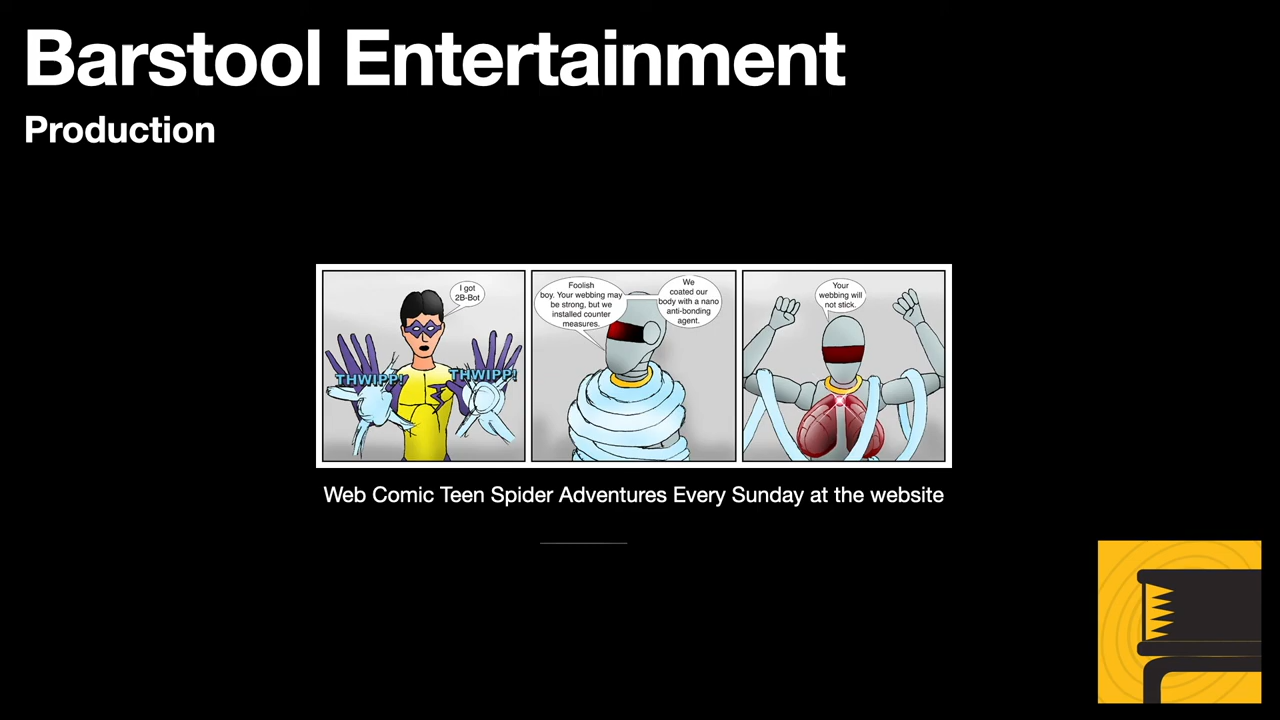 Barstool Entertainment
Production
I got
2B-Bot
THWIPP!
THWIPP!
Foolish
boy. Your webbing may
be strong, but we
installed counter
measures.
We
coated our
body with a nano
anti-bonding
agent.
Your
webbing will
not stick.
Web Comic Teen Spider Adventures Every Sunday at the website